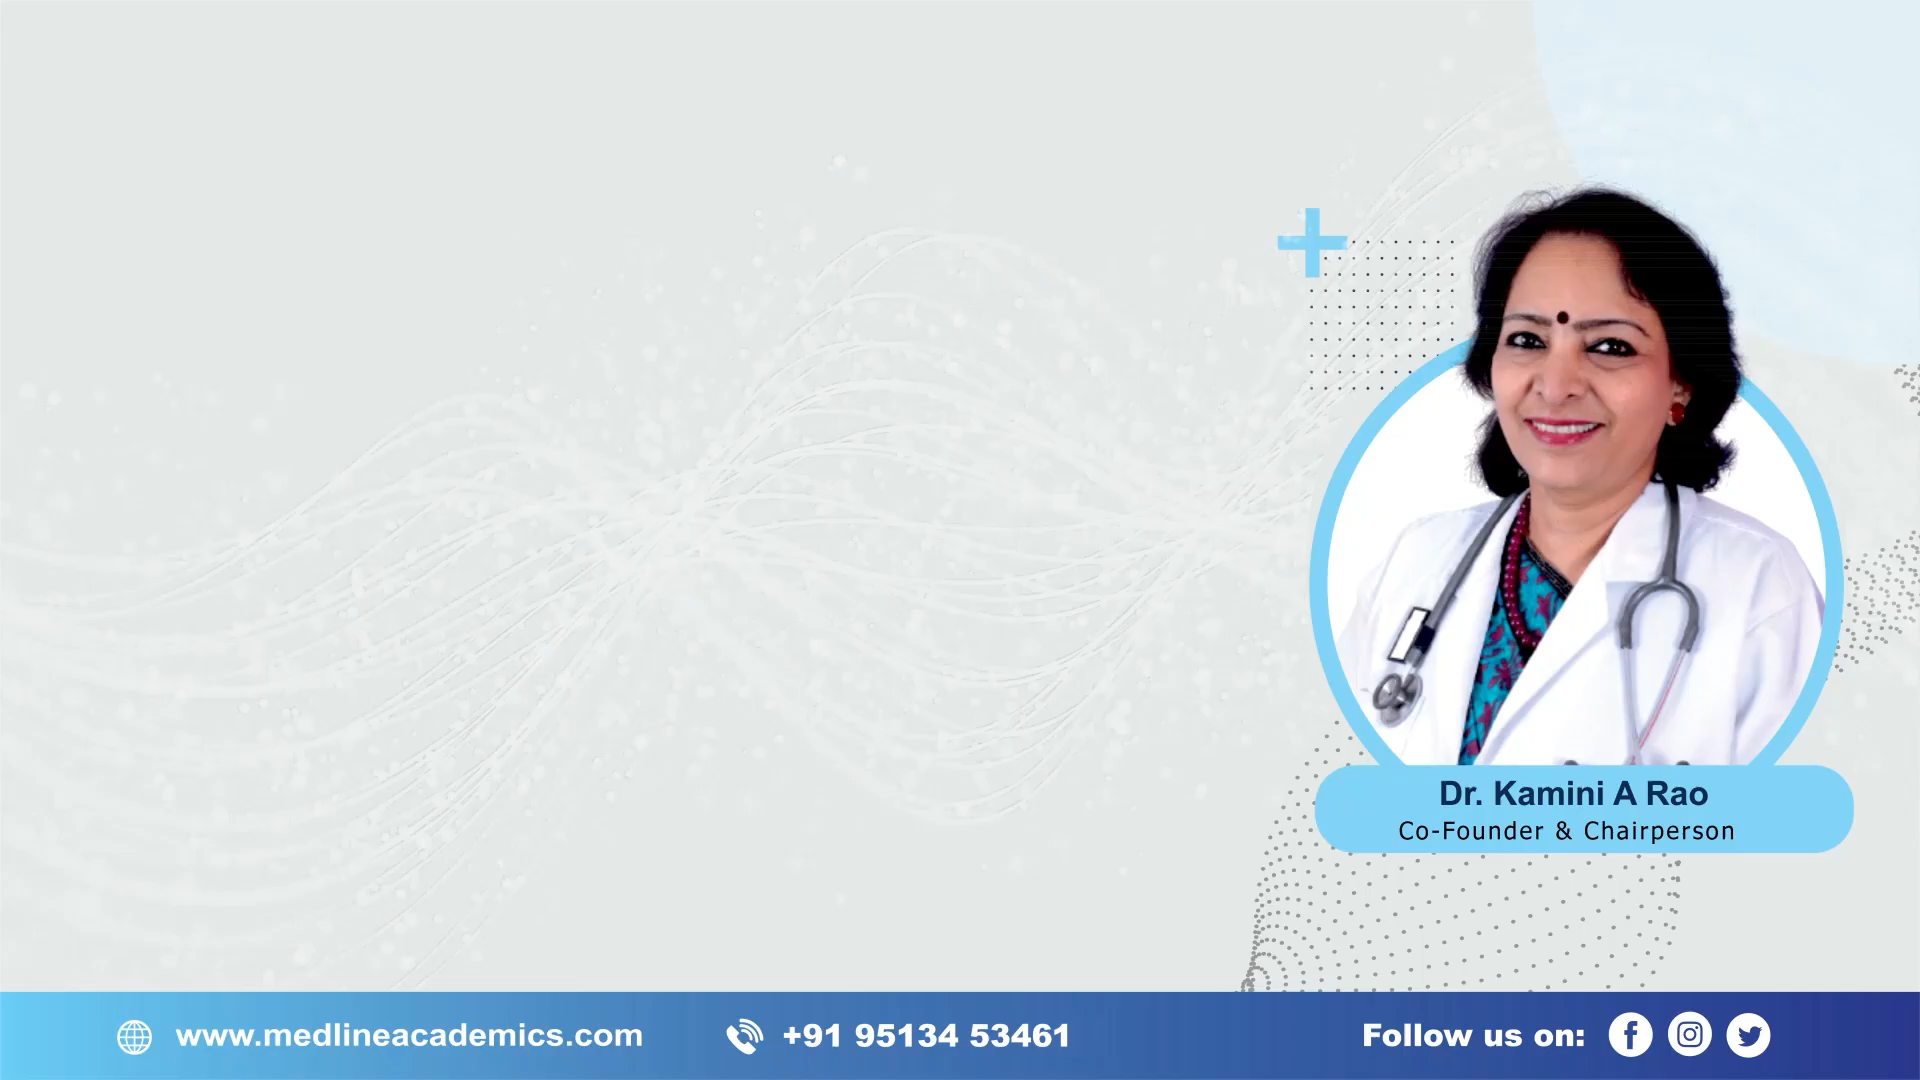 Dr. Kamini A Rao
Co-Founder & Chairperson
www.medlineacademics.com
+91 95134 53461
Follow us on: